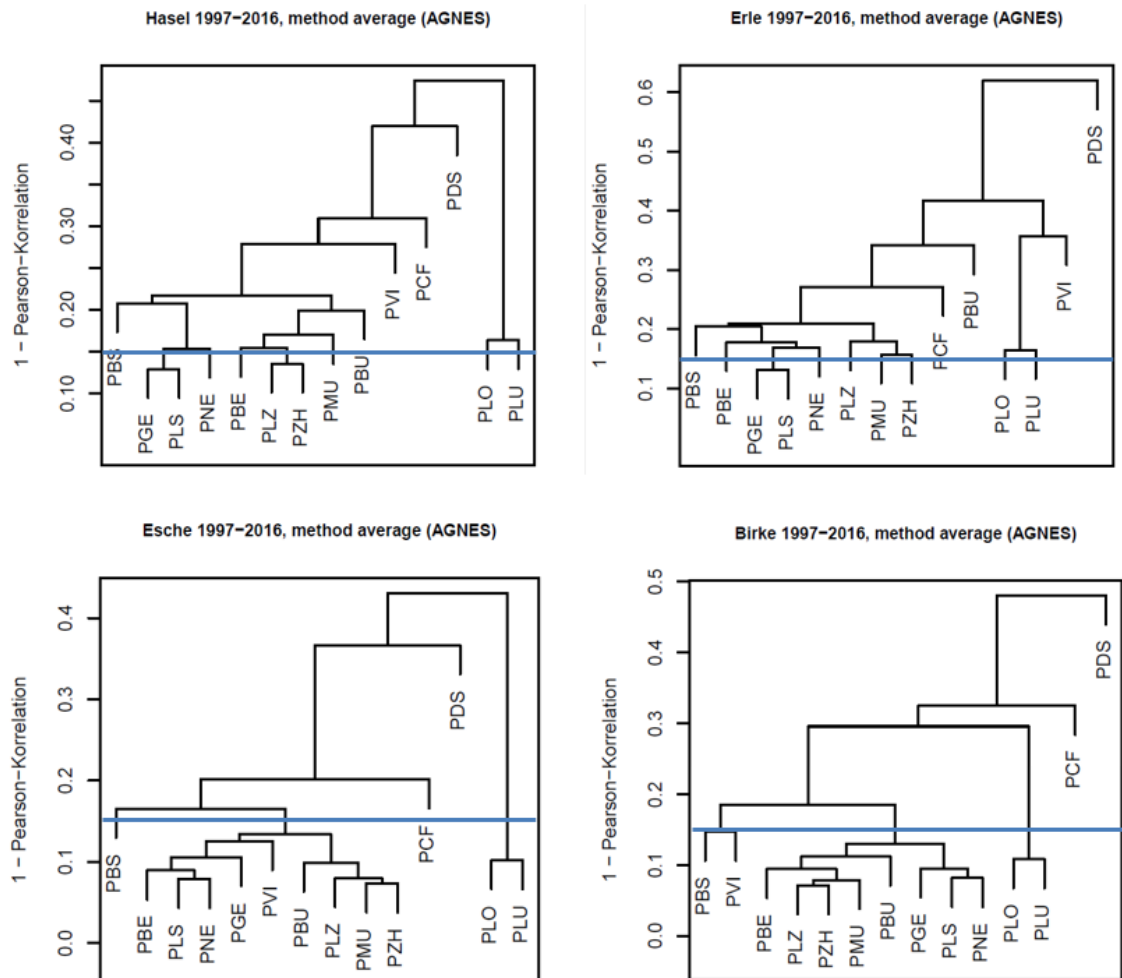 Hasel 1997−2016, method average (AGNES)
1 − Pearson−Korrelation
0.40
0.30
0.20
0.10
PDS
PCF
PVI
PBS
PBU
PMU
PGE
PLS
PNE
PBE
PLZ
PZH
PLO
PLU
Erle 1997−2016, method average (AGNES)
1 − Pearson−Korrelation
0.6
0.5
0.4
0.3
0.2
0.1
PDS
PVI
PBU
PCF
PBS
PBE
PGE
PLS
PNE
PLZ
PMU
PZH
PLO
PLU
Esche 1997−2016, method average (AGNES)
1 − Pearson−Korrelation
0.4
0.3
0.2
0.1
0.0
PDS
PCF
PBS
PBE
PLS
PNE
PGE
PVI
PBU
PLZ
PMU
PZH
PLO
PLU
Birke 1997−2016, method average (AGNES)
1 − Pearson−Korrelation
0.5
0.4
0.3
0.2
0.1
0.0
PDS
PCF
PBS
PVI
PBE
PLZ
PZH
PMU
PBU
PGE
PLS
PNE
PLO
PLU